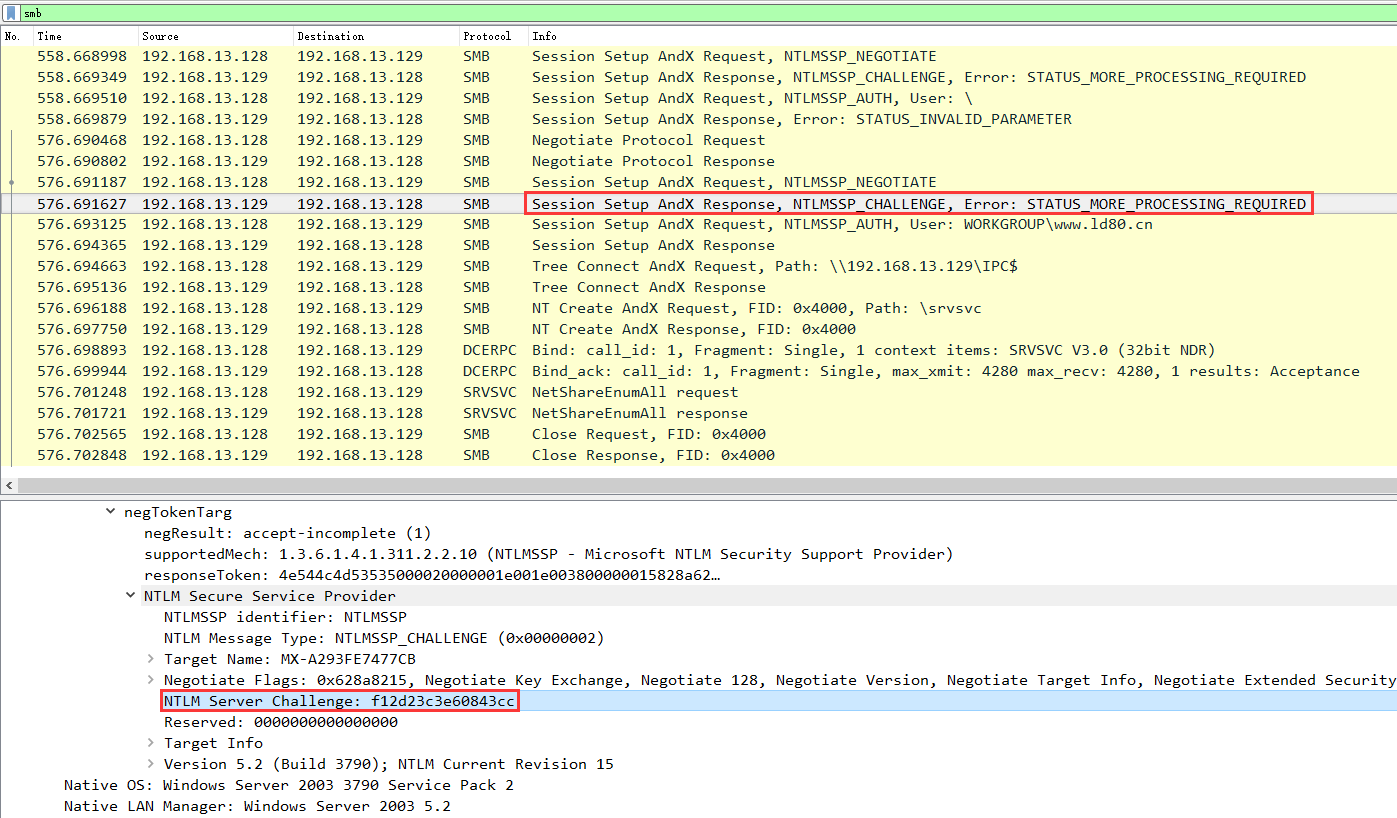 smb
No. Time Source Destination Protocol Info
558.668998 192.168.13.128 192.168.13.129 SMB Session Setup AndX Request, NTLMSSP_NEGOTIATE
558.669349 192.168.13.129 192.168.13.128 SMB Session Setup AndX Response, NTLMSSP_CHALLENGE, Error: STATUS_MORE_PROCESSING_REQUIRED
558.669510 192.168.13.128 192.168.13.129 SMB Session Setup AndX Request, NTLMSSP_AUTH, User: \
558.669879 192.168.13.129 192.168.13.128 SMB Session Setup AndX Response, Error: STATUS_INVALID_PARAMETER
576.690468 192.168.13.128 192.168.13.129 SMB Negotiate Protocol Request
576.690802 192.168.13.129 192.168.13.128 SMB Negotiate Protocol Response
576.691187 192.168.13.128 192.168.13.129 SMB Session Setup AndX Request, NTLMSSP_NEGOTIATE
576.691627 192.168.13.129 192.168.13.128 SMB Session Setup AndX Response, NTLMSSP_CHALLENGE, Error: STATUS_MORE_PROCESSING_REQUIRED
576.693125 192.168.13.128 192.168.13.129 SMB Session Setup AndX Request, NTLMSSP_AUTH, User: WORKGROUP\www.ld80.cn
576.694365 192.168.13.129 192.168.13.128 SMB Session Setup AndX Response
576.694663 192.168.13.128 192.168.13.129 SMB Tree Connect AndX Request, Path: \\192.168.13.129\IPC$
576.695136 192.168.13.129 192.168.13.128 SMB Tree Connect AndX Response
576.696188 192.168.13.128 192.168.13.129 SMB NT Create AndX Request, FID: 0x4000, Path: \srvsvc
576.697750 192.168.13.129 192.168.13.128 SMB NT Create AndX Response, FID: 0x4000
576.698893 192.168.13.128 192.168.13.129 DCERPC Bind: call_id: 1, Fragment: Single, 1 context items: SRVSVC V3.0 (32bit NDR)
576.699944 192.168.13.129 192.168.13.128 DCERPC Bind_ack: call_id: 1, Fragment: Single, max_xmit: 4280 max_recv: 4280, 1 results: Acceptance
576.701248 192.168.13.128 192.168.13.129 SRVSVC NetShareEnumAll request
576.701721 192.168.13.129 192.168.13.128 SRVSVC NetShareEnumAll response
576.702565 192.168.13.128 192.168.13.129 SMB Close Request, FID: 0x4000
576.702848 192.168.13.129 192.168.13.128 SMB Close Response, FID: 0x4000
negTokenTarg
negResult: accept-incomplete (1)
supportedMech: 1.3.6.1.4.1.311.2.2.10 (NTLMSSP - Microsoft NTLM Security Support Provider)
responseToken: 4e544c4d53535000020000001e001e003800000015828a62…
NTLM Secure Service Provider
NTLMSSP identifier: NTLMSSP
NTLM Message Type: NTLMSSP_CHALLENGE (0x00000002)
Target Name: MX-A293FE7477CB
Negotiate Flags: 0x628a8215, Negotiate Key Exchange, Negotiate 128, Negotiate Version, Negotiate Target Info, Negotiate Extended Security
NTLM Server Challenge: f12d23c3e60843cc
Reserved: 0000000000000000
Target Info
Version 5.2 (Build 3790); NTLM Current Revision 15
Native OS: Windows Server 2003 3790 Service Pack 2
Native LAN Manager: Windows Server 2003 5.2